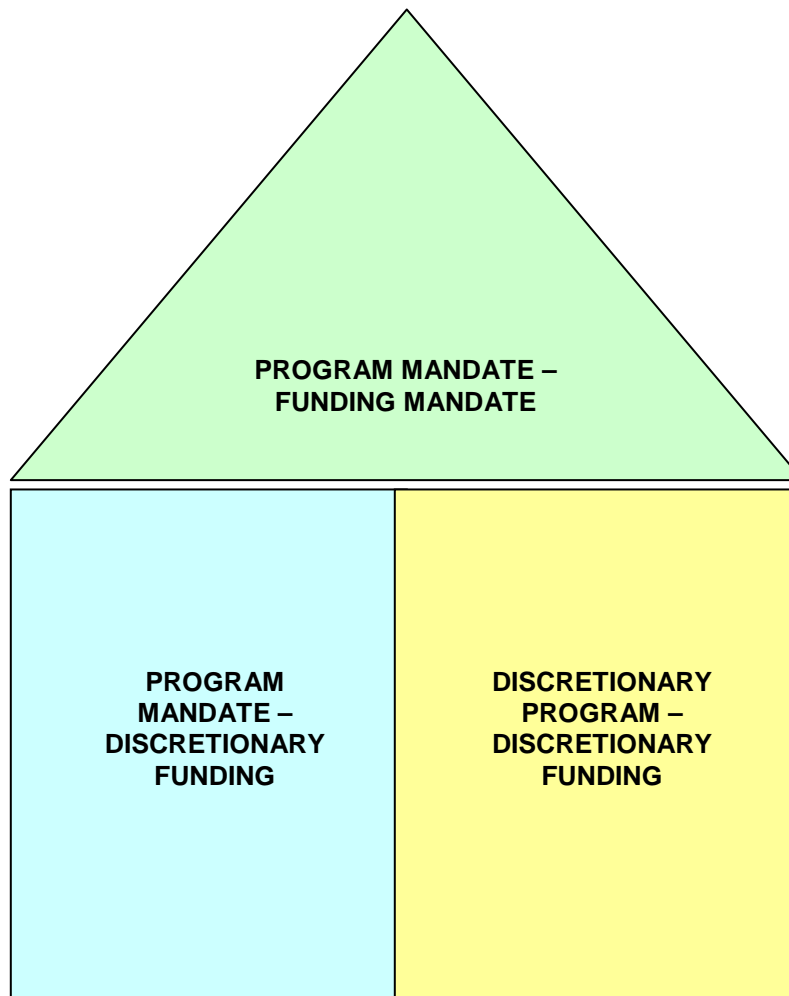 PROGRAM MANDATE –
FUNDING MANDATE
PROGRAM
MANDATE –
DISCRETIONARY
FUNDING
DISCRETIONARY
PROGRAM –
DISCRETIONARY
FUNDING